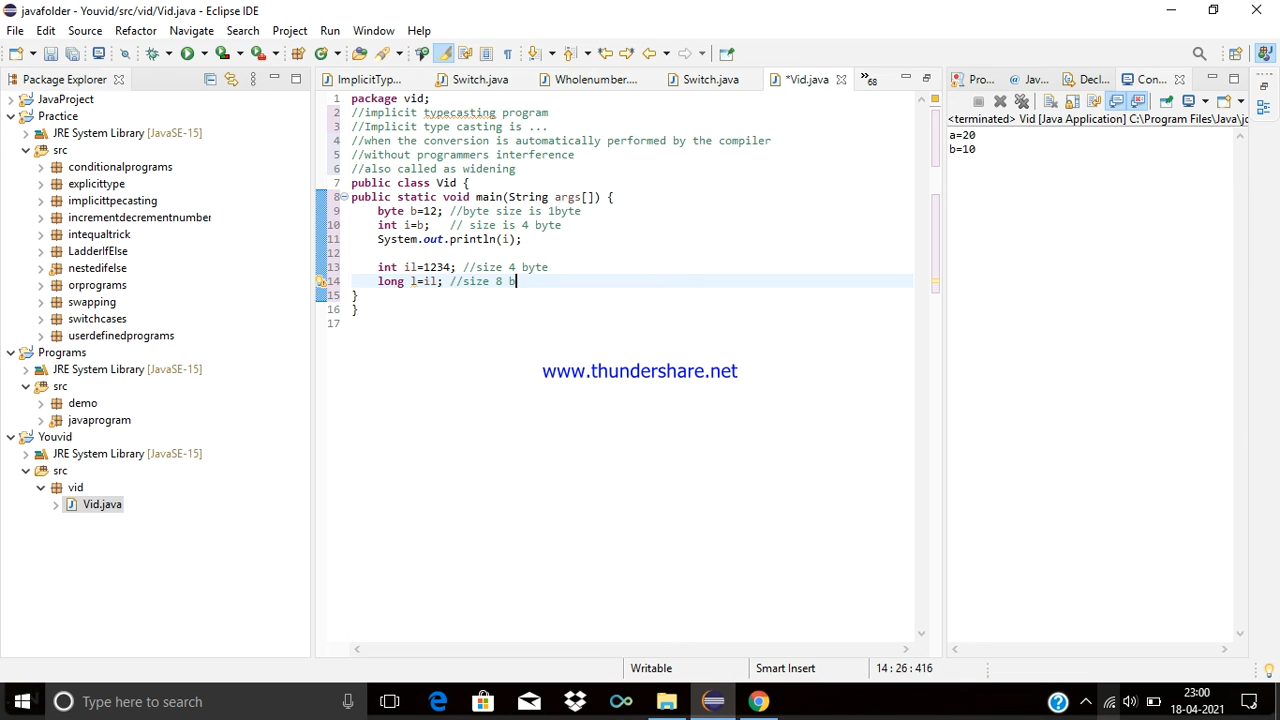 javafolder - Youvid/src/vid/Vid.java - Eclipse IDE
File Edit Source Refactor Navigate Search Project Run Window Help
Package Explorer
ImplicitTyp...
Switch.java
Wholenumber....
Switch.java
*Vid.java
»68
Pro...
@ Jav...
Decl...
Con...
<terminated> Vid [Java Application] C:\Program Files\Java\jc
a=20
b=10
JavaProject
Practice
JRE System Library [JavaSE-15]
src
conditionalprograms
explicittype
implicittpecasting
incrementdecrementnumber
intequaltrick
LadderIfElse
nestedifelse
orprograms
swapping
switchcases
userdefinedprograms
Programs
JRE System Library [JavaSE-15]
src
demo
javaprogram
Youvid
JRE System Library [JavaSE-15]
src
vid
Vid.java
1 package vid;
2 //implicit typecasting program
3 //Implicit type casting is ...
4 //when the conversion is automatically performed by the compiler
5 //without programmers interference
6 //also called as widening
7 public class Vid {
8 public static void main(String args[]) {
9 byte b=12; //byte size is 1byte
10 int i=b; // size is 4 byte
11 System.out.println(i);
12
13 int il=1234; //size 4 byte
14 long l=il; //size 8 b
15 }
16 }
17
www.thundershare.net
Writable
Smart Insert
14 : 26 : 416
Type here to search
23:00
18-04-2021